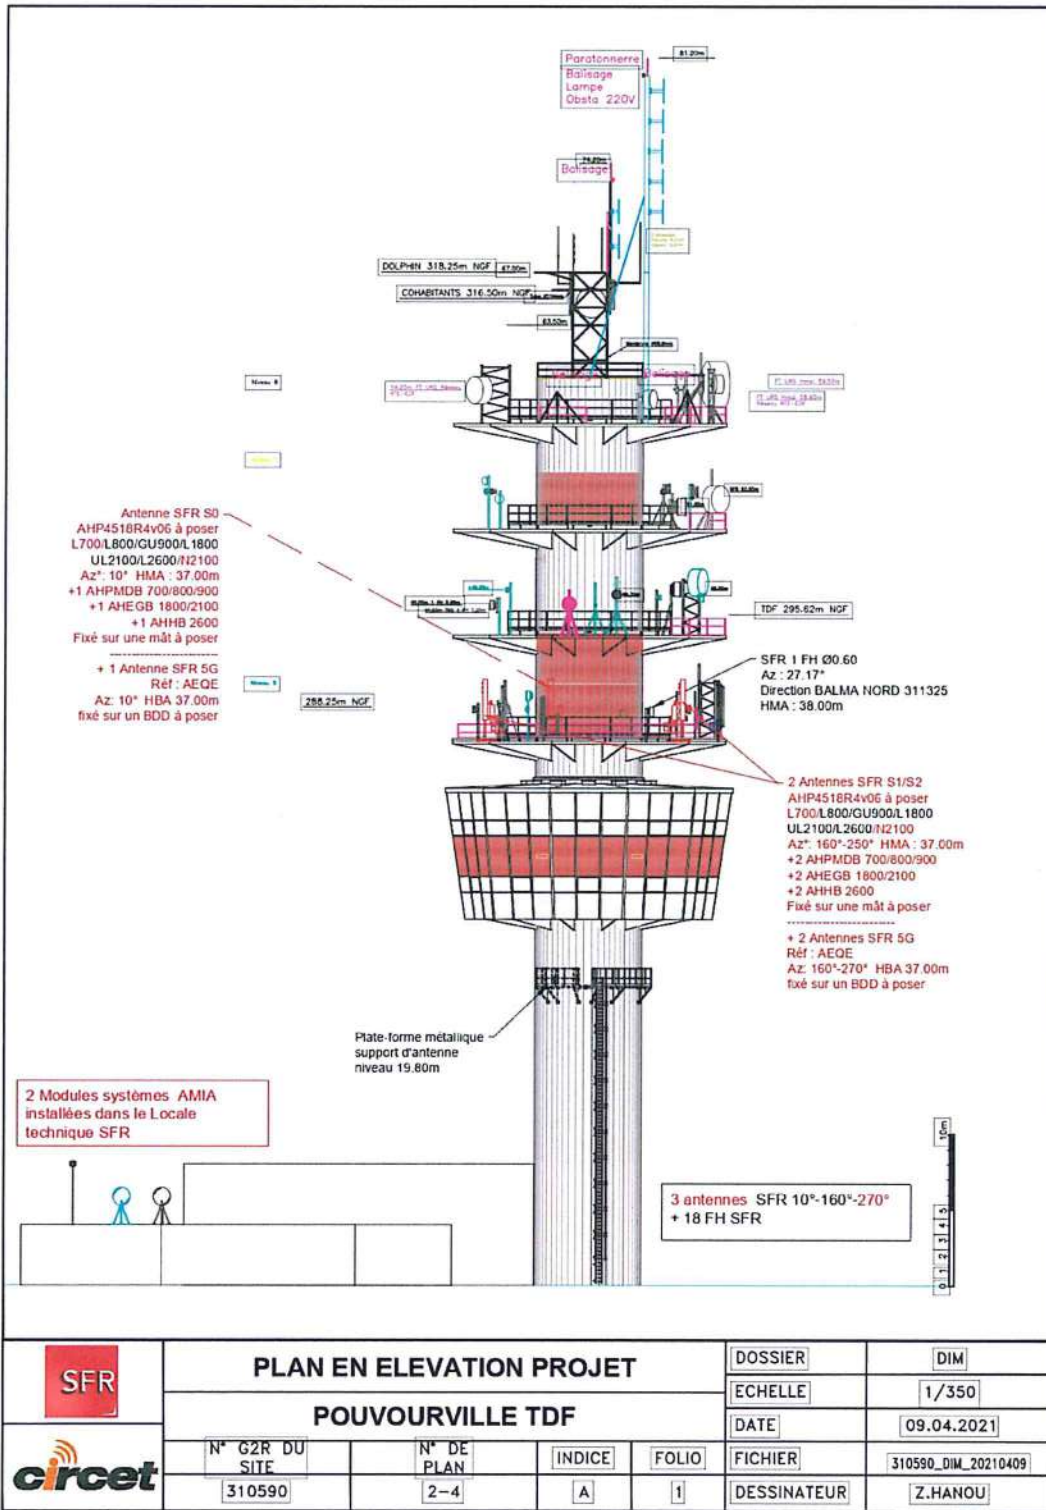 Paratonnerre
81.20m
Balisage
Lampe
Obsta 220V
74.20m
Balisage
DOLPHIN 318.25m NGF
67.00m
COHABITANTS 316.50m NGF
63.50m
Niveau 6
Balisage
Antenne SFR S0
AHP4518R4v06 à poser
L700/L800/GU900/L1800
UL2100/L2600/N2100
Az°: 10° HMA : 37.00m
+1 AHPMDB 700/800/900
+1 AHEGB 1800/2100
+1 AHHB 2600
Fixé sur une mât à poser
--------------------
+ 1 Antenne SFR 5G
Réf : AEQE
Az: 10° HBA 37.00m
fixé sur un BDD à poser
TDF 295.62m NGF
288.25m NGF
SFR 1 FH Ø0.60
Az : 27.17°
Direction BALMA NORD 311325
HMA : 38.00m
2 Antennes SFR S1/S2
AHP4518R4v06 à poser
L700/L800/GU900/L1800
UL2100/L2600/N2100
Az°: 160°-250° HMA : 37.00m
+2 AHPMDB 700/800/900
+2 AHEGB 1800/2100
+2 AHHB 2600
Fixé sur une mât à poser
--------------------
+ 2 Antennes SFR 5G
Réf : AEQE
Az: 160°-270° HBA 37.00m
fixé sur un BDD à poser
Plate-forme métallique
support d'antenne
niveau 19.80m
2 Modules systèmes AMIA
installées dans le Locale
technique SFR
3 antennes SFR 10°-160°-270°
+ 18 FH SFR
10m
5
4
3
2
1
0
SFR
circet
PLAN EN ELEVATION PROJET
POUVOURVILLE TDF
N° G2R DU SITE
N° DE PLAN
INDICE
FOLIO
310590
2-4
A
1
DOSSIER
DIM
ECHELLE
1/350
DATE
09.04.2021
FICHIER
310590_DIM_20210409
DESSINATEUR
Z.HANOU